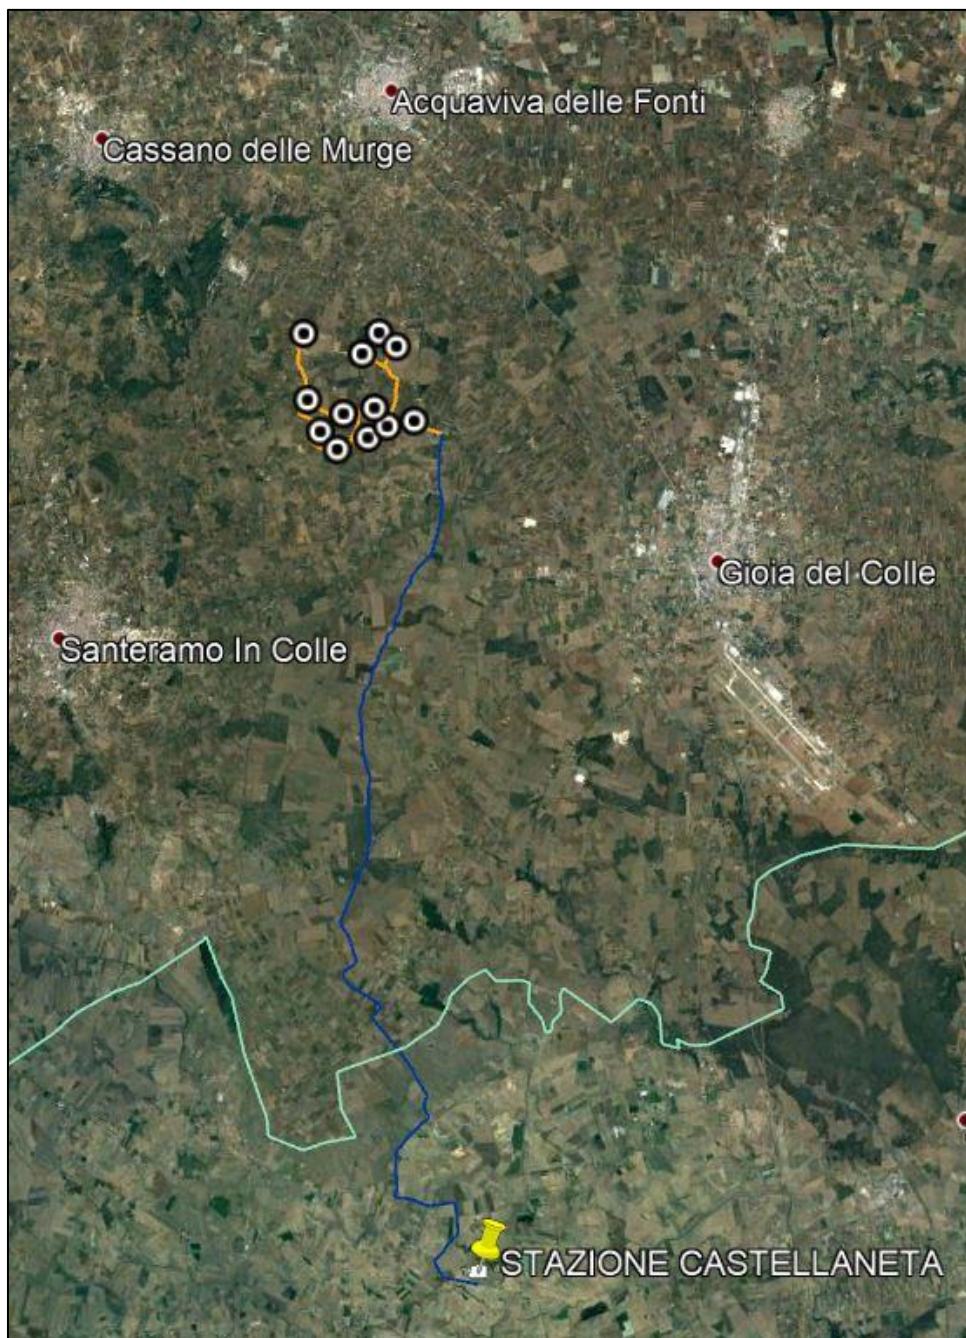 Acquaviva delle Fonti
Cassano delle Murge
Gioia del Colle
Santeramo In Colle
STAZIONE CASTELLANETA